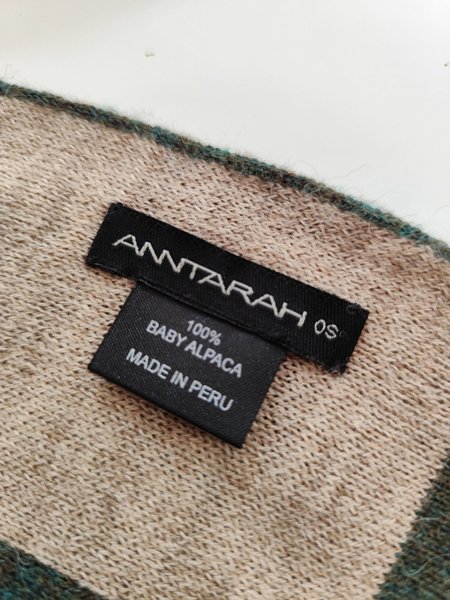 ANNTARAH OS
100%
BABY ALPACA
MADE IN PERU